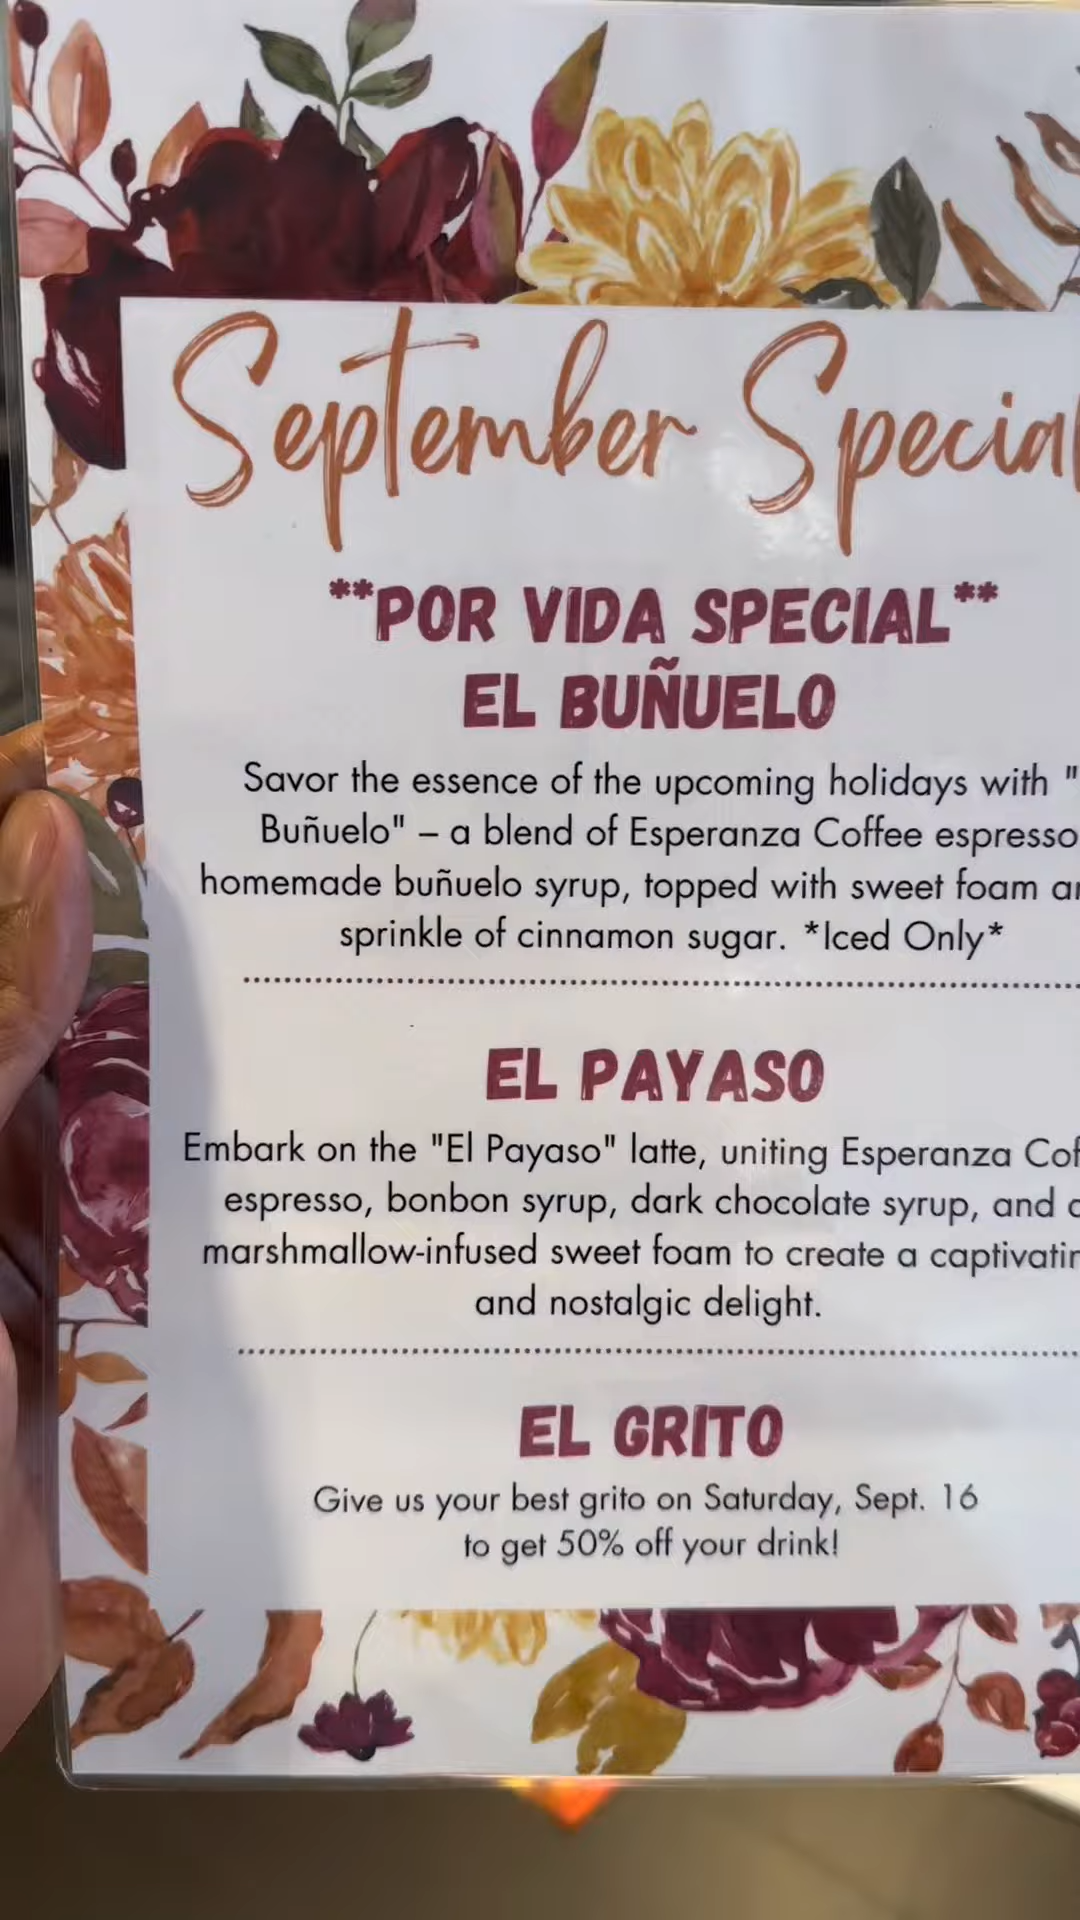 September Special
**POR VIDA SPECIAL**
EL BUÑUELO
Savor the essence of the upcoming holidays with "
Buñuelo" – a blend of Esperanza Coffee espresso
homemade buñuelo syrup, topped with sweet foam
sprinkle of cinnamon sugar. *Iced Only*
EL PAYASO
Embark on the "El Payaso" latte, uniting Esperanza
espresso, bonbon syrup, dark chocolate syrup, and
marshmallow-infused sweet foam to create a
and nostalgic delight.
EL GRITO
Give us your best grito on Saturday, Sept. 16
to get 50% off your drink!